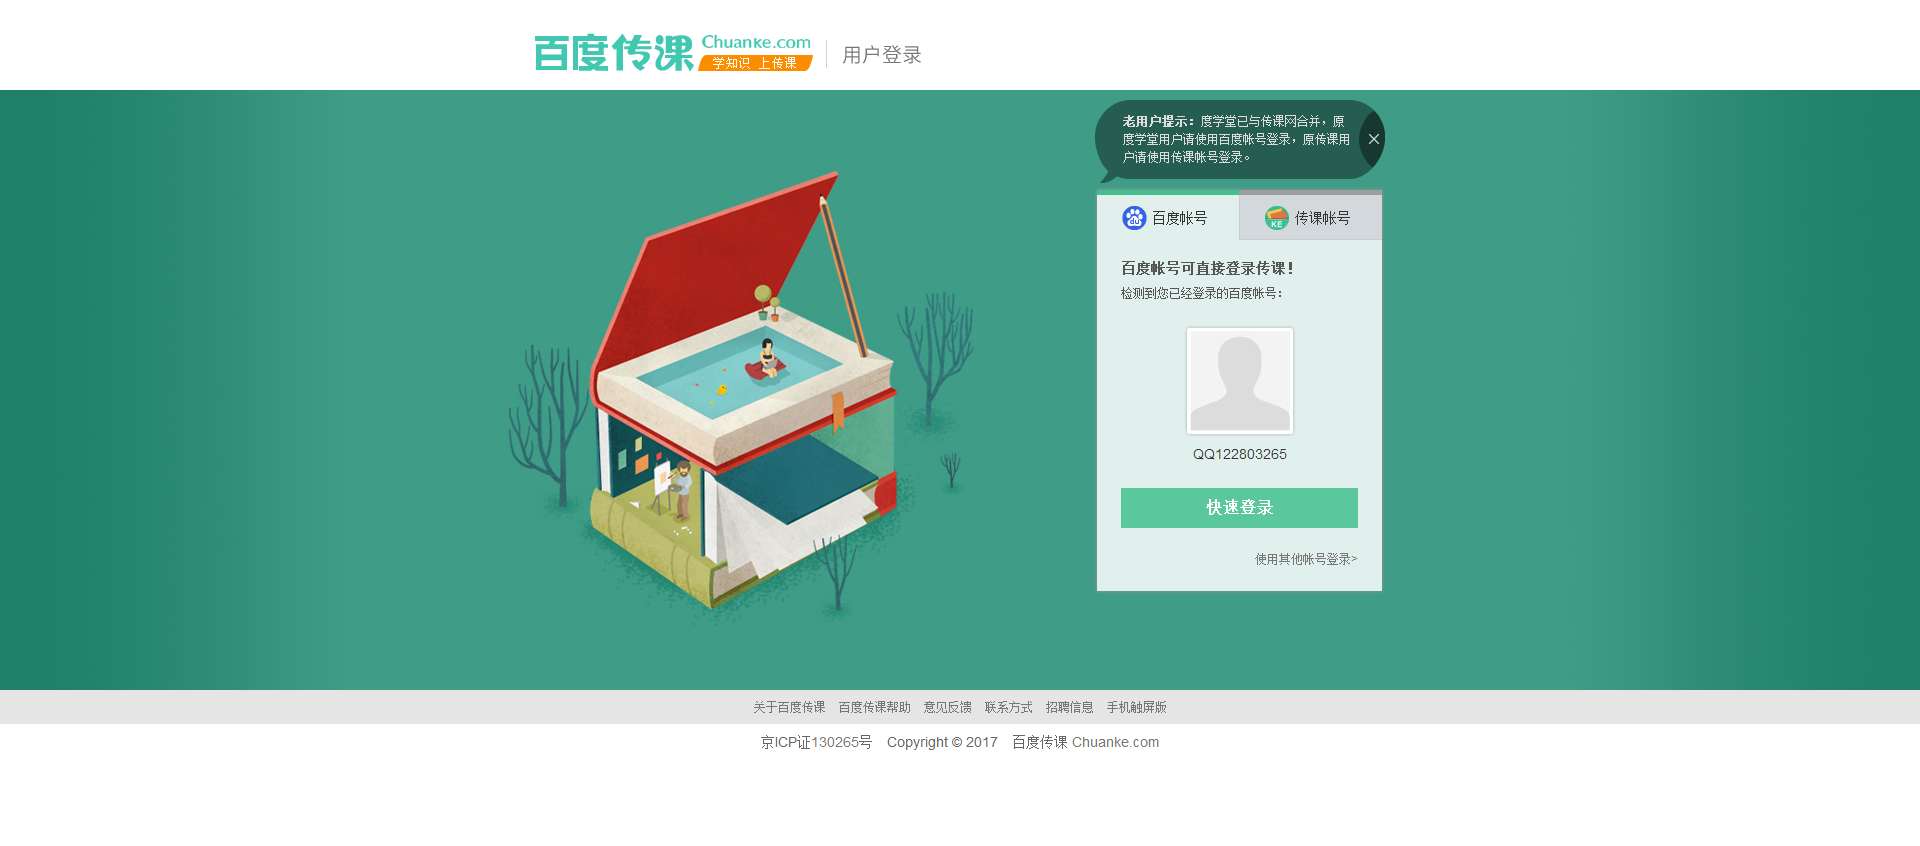 百度传课 Chuanke.com
学知识 上传课
用户登录
老用户提示：度学堂已与传课网合并，原
度学堂用户请使用百度帐号登录，原传课用
户请使用传课帐号登录。
du 百度帐号
KE 传课帐号
百度帐号可直接登录传课！
检测到您已经登录的百度帐号：
QQ122803265
快速登录
使用其他帐号登录>
关于百度传课 百度传课帮助 意见反馈 联系方式 招聘信息 手机触屏版
京ICP证130265号 Copyright © 2017 百度传课 Chuanke.com